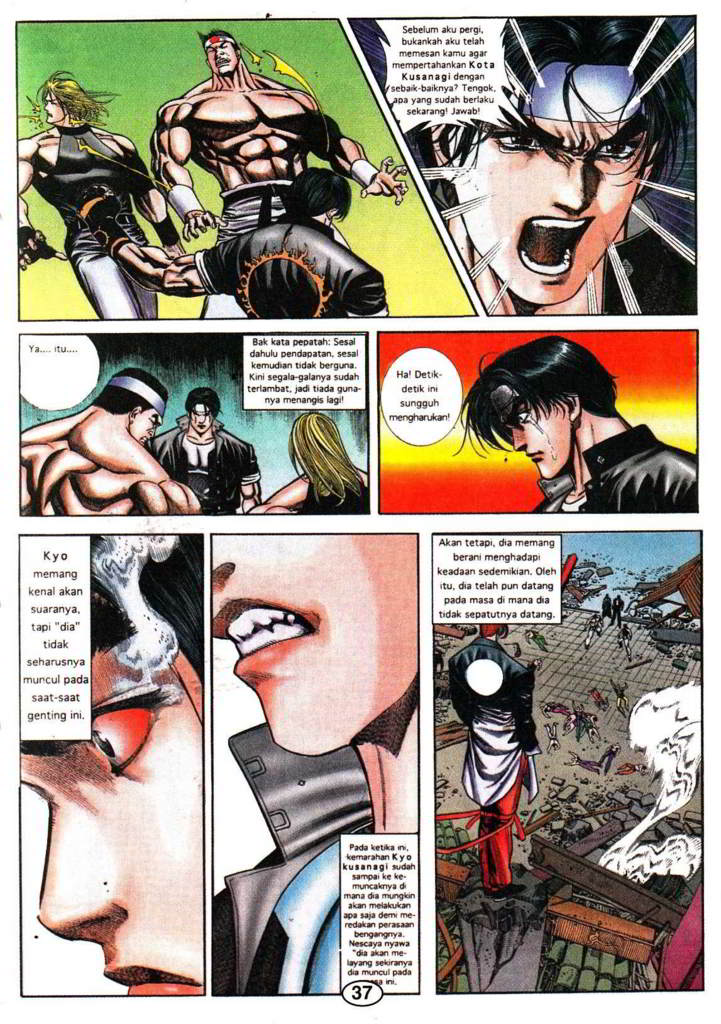 Sebelum aku pergi,
bukankah aku telah
memesan kamu agar
mempertahankan Kota
Kusanagi dengan
sebaik-baiknya? Tengok,
apa yang sudah berlaku
sekarang! Jawab!
Ya.... itu....
Bak kata pepatah: Sesal
dahulu pendapatan, sesal
kemudian tidak berguna.
Kini segala-galanya sudah
terlambat, jadi tiada guna-
nya menangis lagi!
Ha! Detik-
detik ini
sungguh
mengharukan!
Kyo
memang
kenal akan
suaranya,
tapi "dia"
tidak
seharusnya
muncul pada
saat-saat
genting ini.
Pada ketika ini,
kemarahan Kyo
kusanagi sudah
sampai ke ke-
muncaknya di
mana dia mungkin
akan melakukan
apa saja demi me-
redakan perasaan
bengangnya.
Nescaya nyawa
"dia akan me-
layang sekiranya
dia muncul pada
ini.
Akan tetapi, dia memang
berani menghadapi
keadaan sedemikian. Oleh
itu, dia telah pun datang
pada masa di mana dia
tidak sepatutnya datang.
37